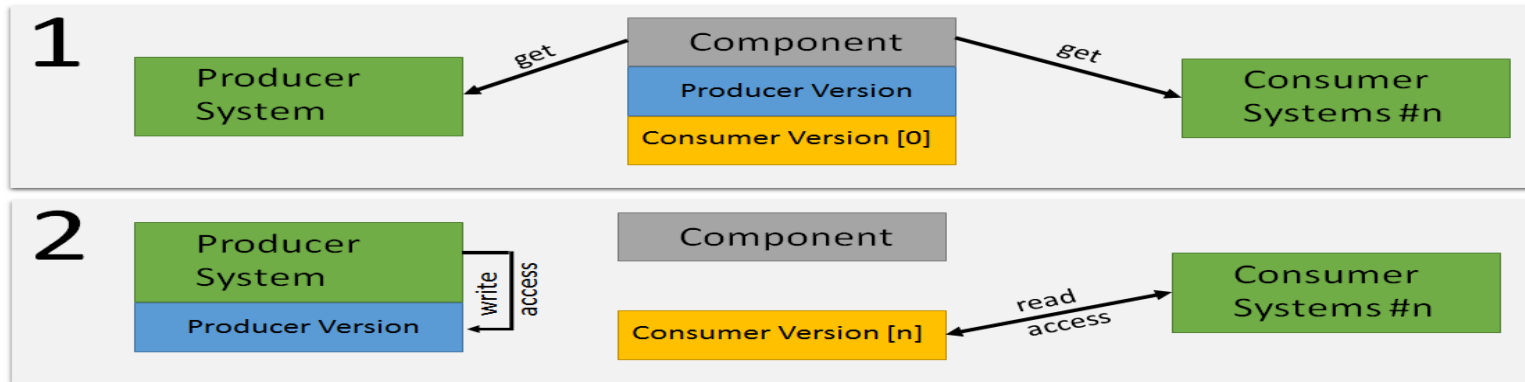 1
Producer
System
get
Component
Producer Version
Consumer Version [0]
get
Consumer
Systems #n
2
Producer
System
Producer Version
write
access
Component
Consumer Version [n]
read
access
Consumer
Systems #n